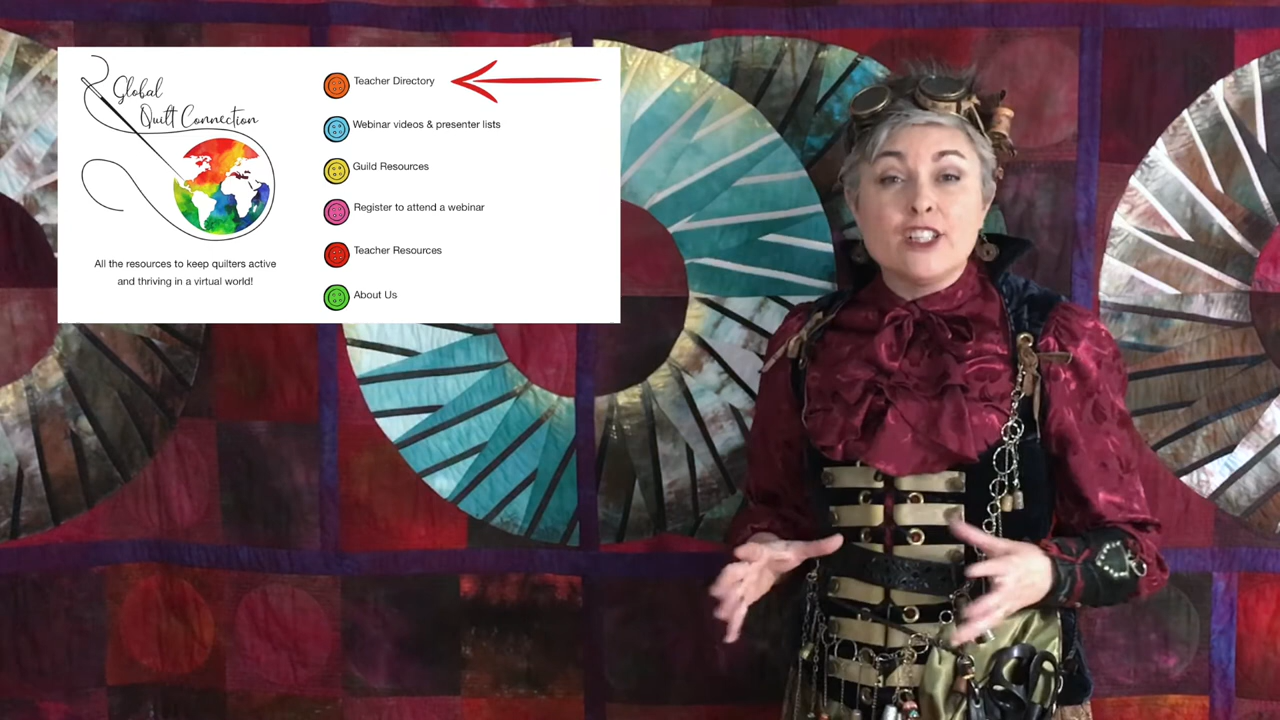 Global
Quilt Connection
All the resources to keep quilters active
and thriving in a virtual world!
Teacher Directory
Webinar videos & presenter lists
Guild Resources
Register to attend a webinar
Teacher Resources
About Us